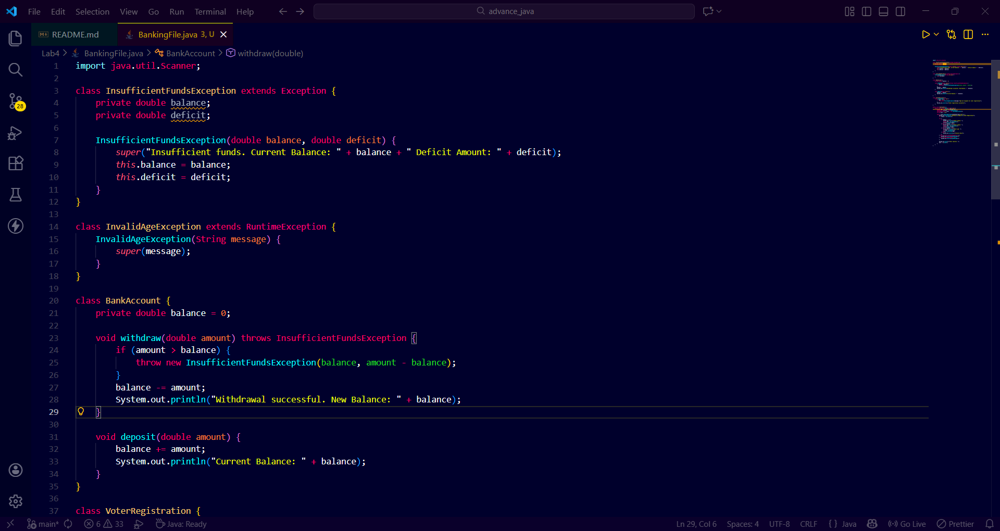 File Edit Selection View Go Run Terminal Help advance_java
README.md BankingFile.java 3, U
Lab4 > BankingFile.java > BankAccount > withdraw(double)
1 import java.util.Scanner;
2
3 class InsufficientFundsException extends Exception {
4 private double balance;
5 private double deficit;
6
7 InsufficientFundsException(double balance, double deficit) {
8 super("Insufficient funds. Current Balance: " + balance + " Deficit Amount: " + deficit);
9 this.balance = balance;
10 this.deficit = deficit;
11 }
12 }
13
14 class InvalidAgeException extends RuntimeException {
15 InvalidAgeException(String message) {
16 super(message);
17 }
18 }
19
20 class BankAccount {
21 private double balance = 0;
22
23 void withdraw(double amount) throws InsufficientFundsException {
24 if (amount > balance) {
25 throw new InsufficientFundsException(balance, amount - balance);
26 }
27 balance -= amount;
28 System.out.println("Withdrawal successful. New Balance: " + balance);
29 }
30
31 void deposit(double amount) {
32 balance += amount;
33 System.out.println("Current Balance: " + balance);
34 }
35 }
36
37 class VoterRegistration {
28
main* 6 33 Java: Ready Ln 29, Col 6 Spaces: 4 UTF-8 CRLF { } Java Go Live Prettier